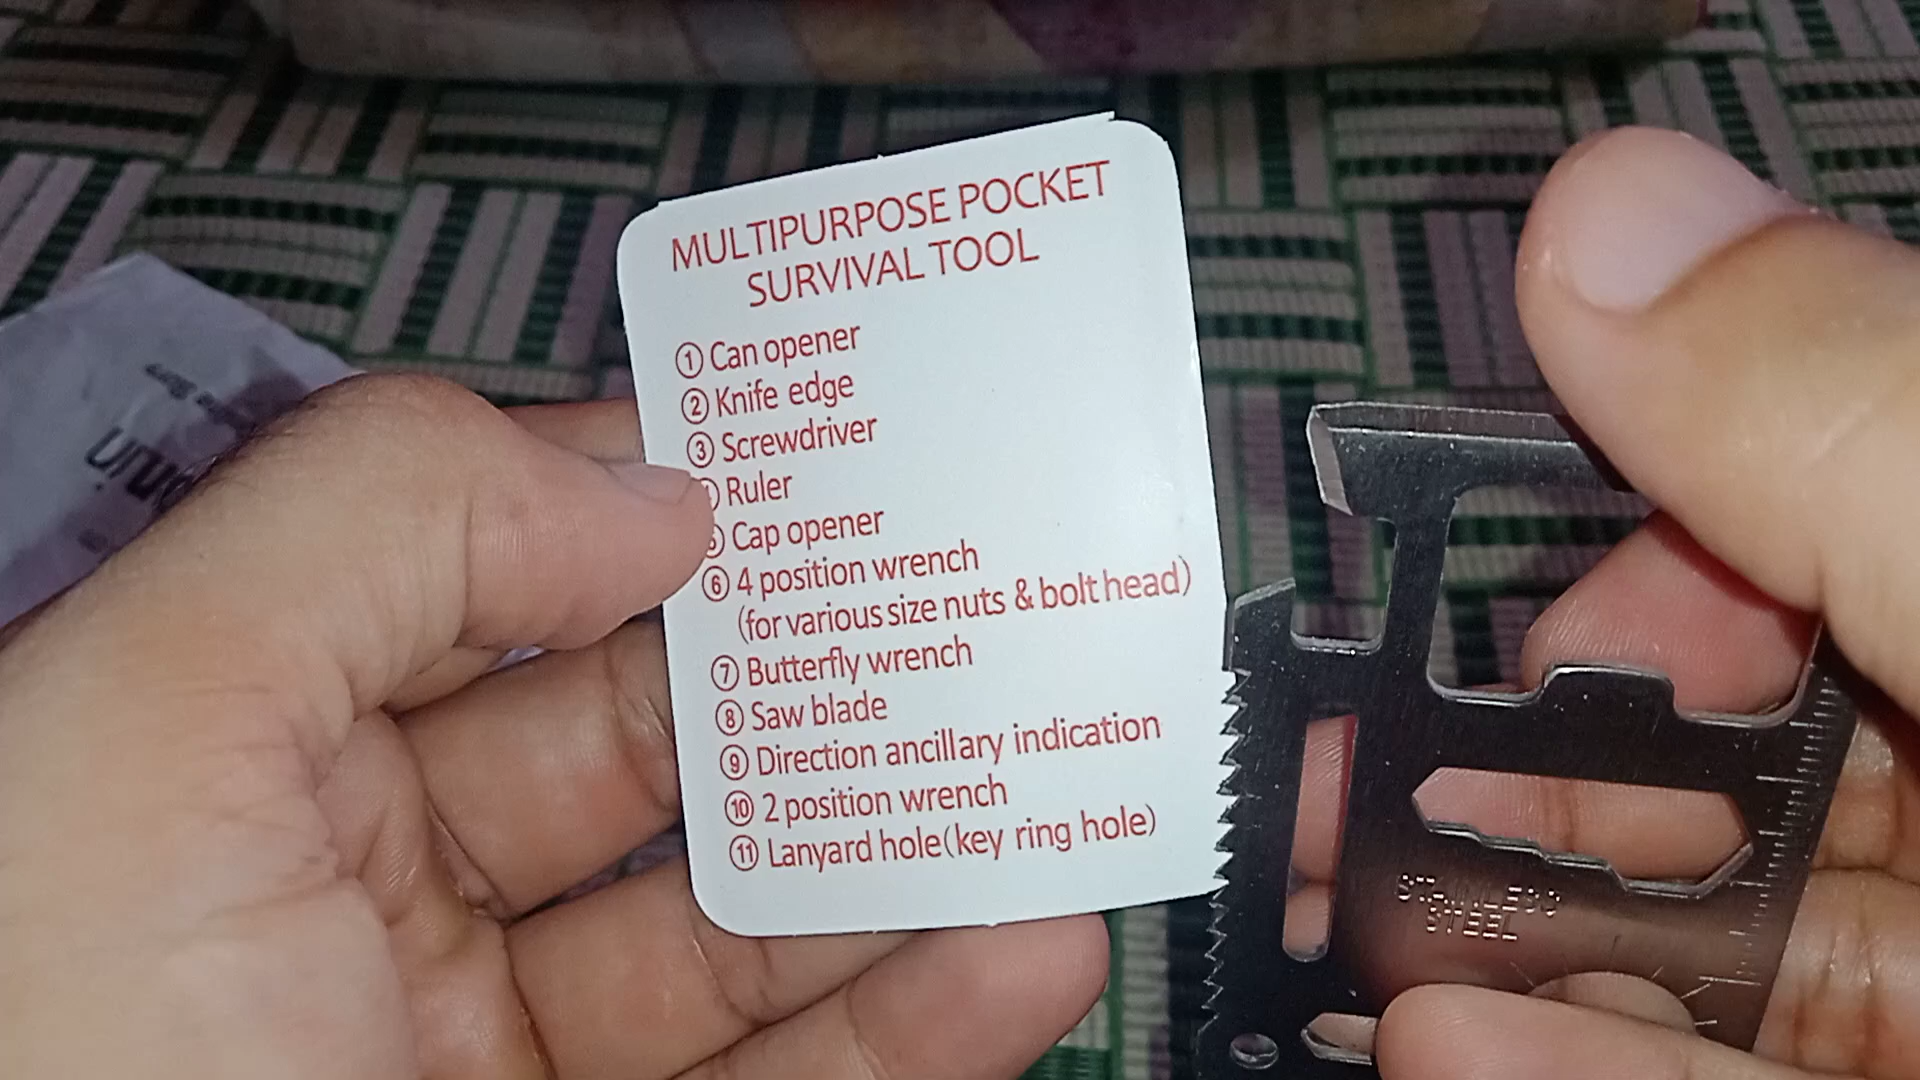 MULTIPURPOSE POCKET
SURVIVAL TOOL
① Can opener
② Knife edge
③ Screwdriver
Ruler
Cap opener
⑥ 4 position wrench
(for various size nuts & bolt head)
⑦ Butterfly wrench
⑧ Saw blade
⑨ Direction ancillary indication
⑩ 2 position wrench
⑪ Lanyard hole(key ring hole)
STAINLESS
STEEL